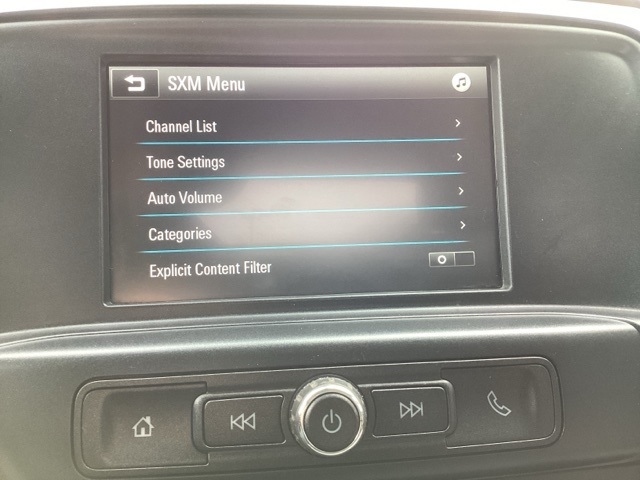 SXM Menu
Channel List
Tone Settings
Auto Volume
Categories
Explicit Content Filter